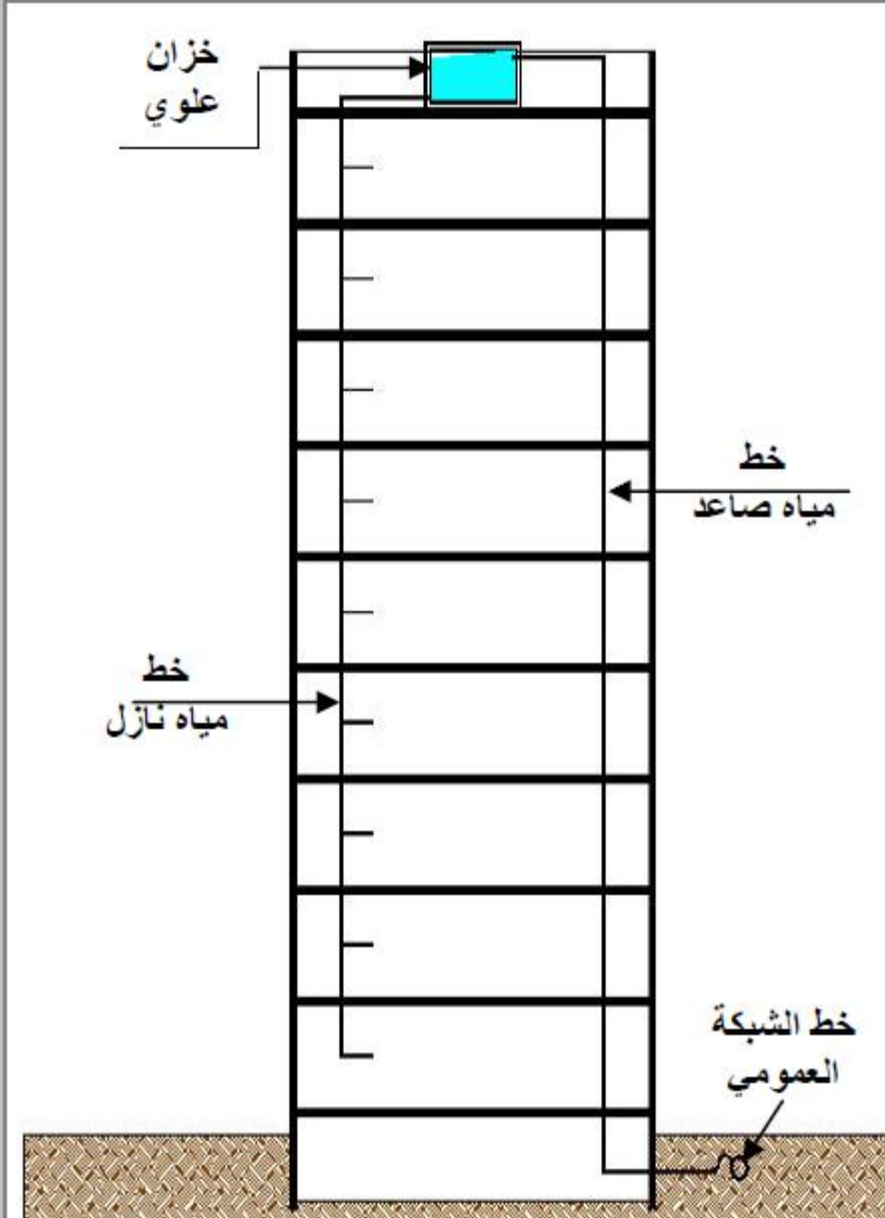 خزان
علوي
خط
مياه صاعد
خط
مياه نازل
خط الشبكة
العمومي